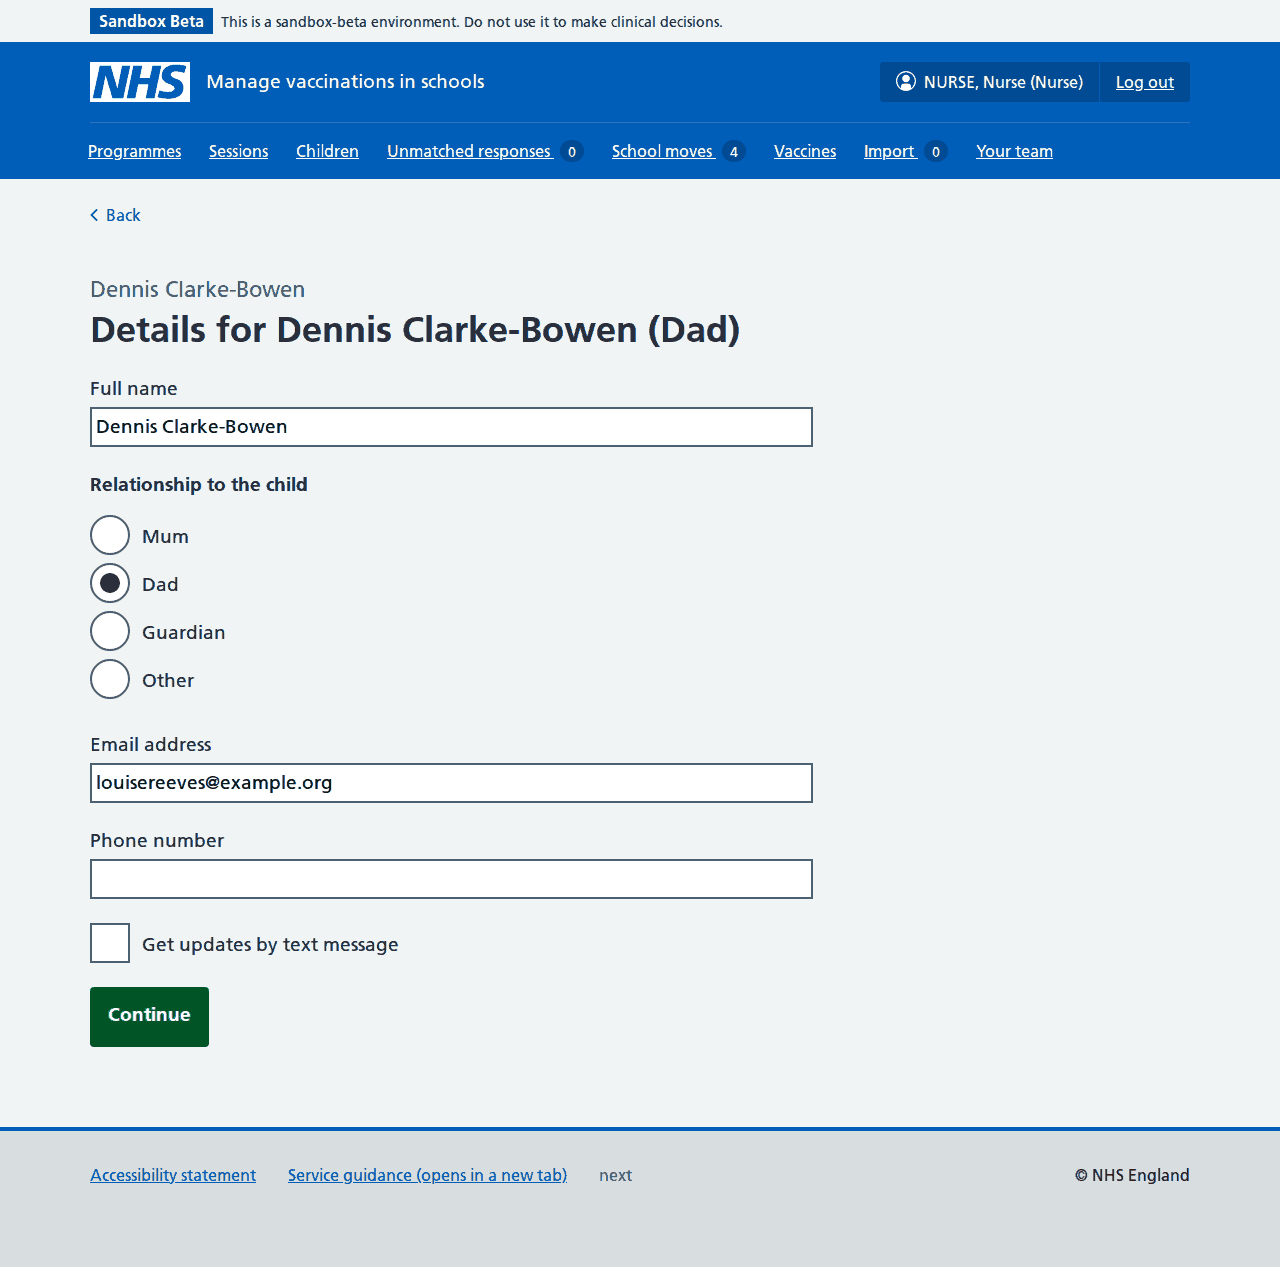 Sandbox Beta This is a sandbox-beta environment. Do not use it to make clinical decisions.
NHS Manage vaccinations in schools NURSE, Nurse (Nurse) Log out
Programmes Sessions Children Unmatched responses 0 School moves 4 Vaccines Import 0 Your team
Back
Dennis Clarke-Bowen
Details for Dennis Clarke-Bowen (Dad)
Full name
Dennis Clarke-Bowen
Relationship to the child
Mum
Dad
Guardian
Other
Email address
louisereeves@example.org
Phone number
Get updates by text message
Continue
Accessibility statement Service guidance (opens in a new tab) next © NHS England